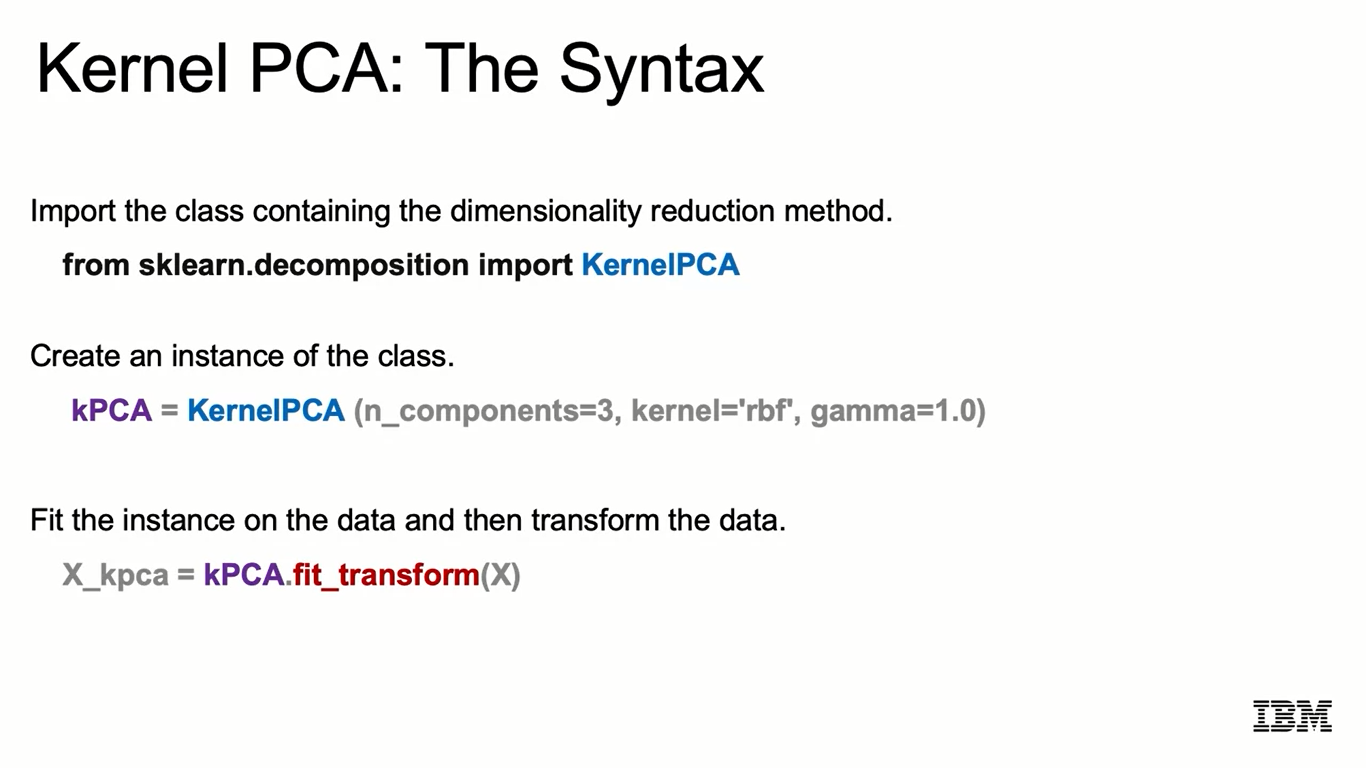 Kernel PCA: The Syntax
Import the class containing the dimensionality reduction method.
from sklearn.decomposition import KernelPCA
Create an instance of the class.
kPCA = KernelPCA (n_components=3, kernel='rbf', gamma=1.0)
Fit the instance on the data and then transform the data.
X_kpca = kPCA.fit_transform(X)
IBM